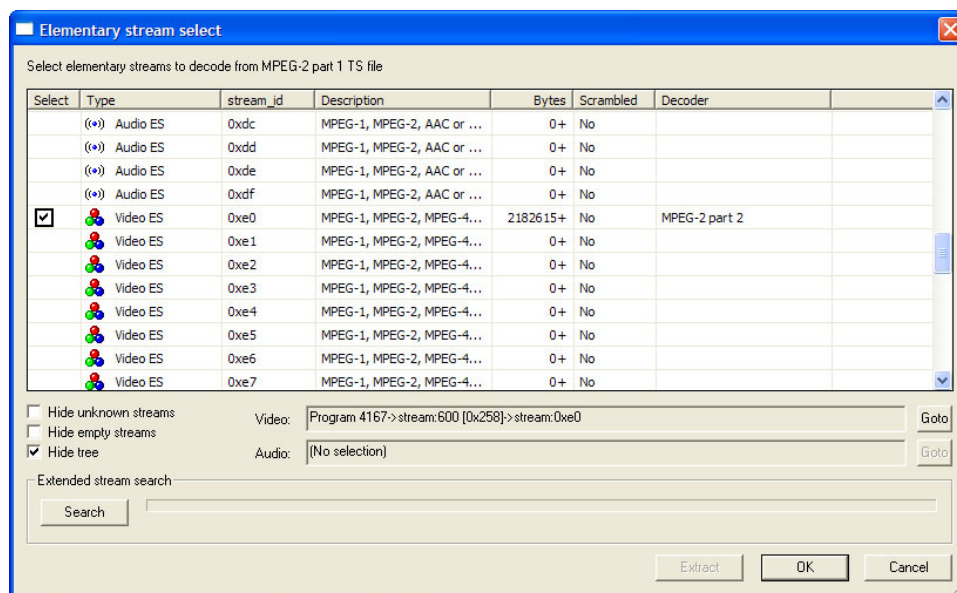 Elementary stream select
Select elementary streams to decode from MPEG-2 part 1 TS file
Select Type stream_id Description Bytes Scrambled Decoder
Audio ES 0xdc MPEG-1, MPEG-2, AAC or ... 0+ No
Audio ES 0xdd MPEG-1, MPEG-2, AAC or ... 0+ No
Audio ES 0xde MPEG-1, MPEG-2, AAC or ... 0+ No
Audio ES 0xdf MPEG-1, MPEG-2, AAC or ... 0+ No
Video ES 0xe0 MPEG-1, MPEG-2, MPEG-4... 2182615+ No MPEG-2 part 2
Video ES 0xe1 MPEG-1, MPEG-2, MPEG-4... 0+ No
Video ES 0xe2 MPEG-1, MPEG-2, MPEG-4... 0+ No
Video ES 0xe3 MPEG-1, MPEG-2, MPEG-4... 0+ No
Video ES 0xe4 MPEG-1, MPEG-2, MPEG-4... 0+ No
Video ES 0xe5 MPEG-1, MPEG-2, MPEG-4... 0+ No
Video ES 0xe6 MPEG-1, MPEG-2, MPEG-4... 0+ No
Video ES 0xe7 MPEG-1, MPEG-2, MPEG-4... 0+ No
Hide unknown streams
Hide empty streams
Hide tree
Video: Program 4167->stream:600 [0x258]->stream:0xe0 Goto
Audio: (No selection) Goto
Extended stream search
Search
Extract OK Cancel